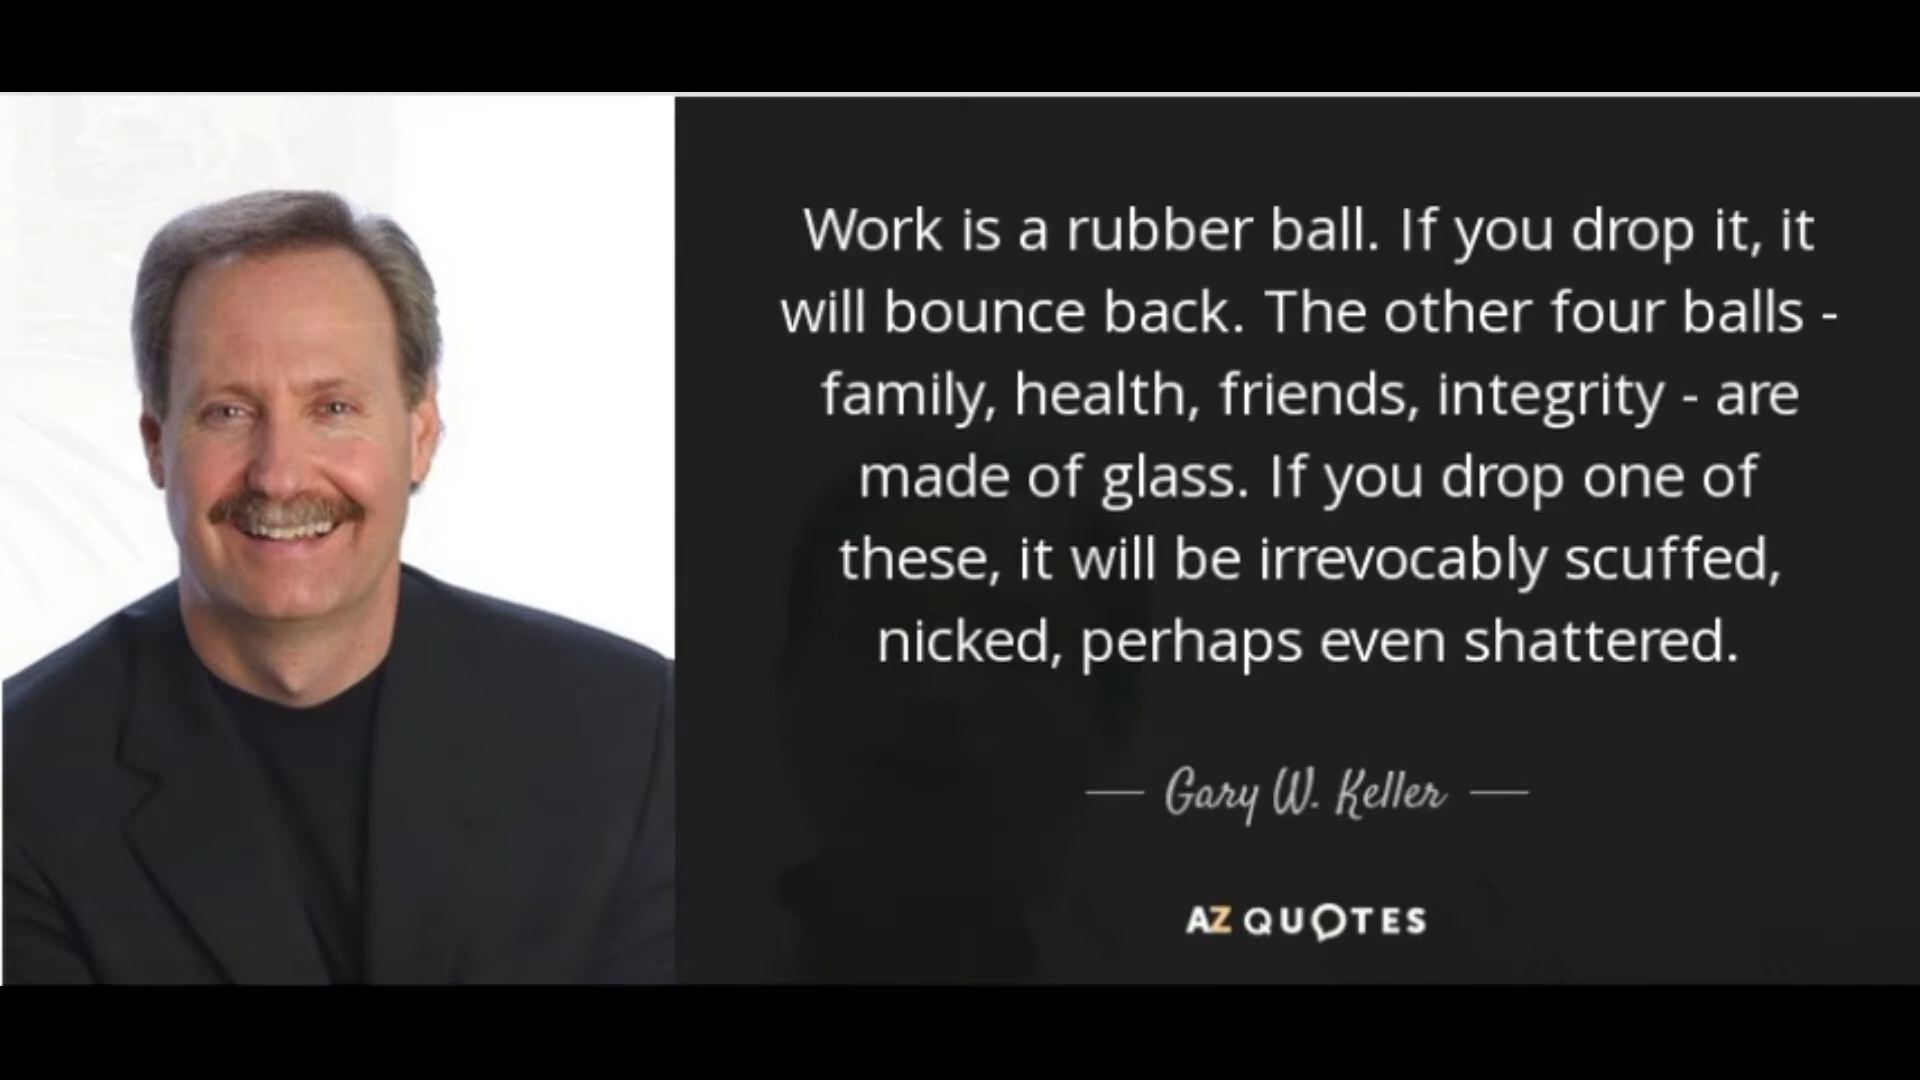 Work is a rubber ball. If you drop it, it
will bounce back. The other four balls -
family, health, friends, integrity - are
made of glass. If you drop one of
these, it will be irrevocably scuffed,
nicked, perhaps even shattered.
Gary W. Keller
AZ QUOTES